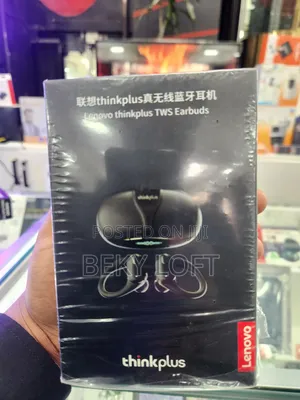 联想thinkplus真无线蓝牙耳机
Lenovo thinkplus TWS Earbuds
thinkplus
POSTED ON JIJI
BEKY LOFT
thinkplus
Lenovo